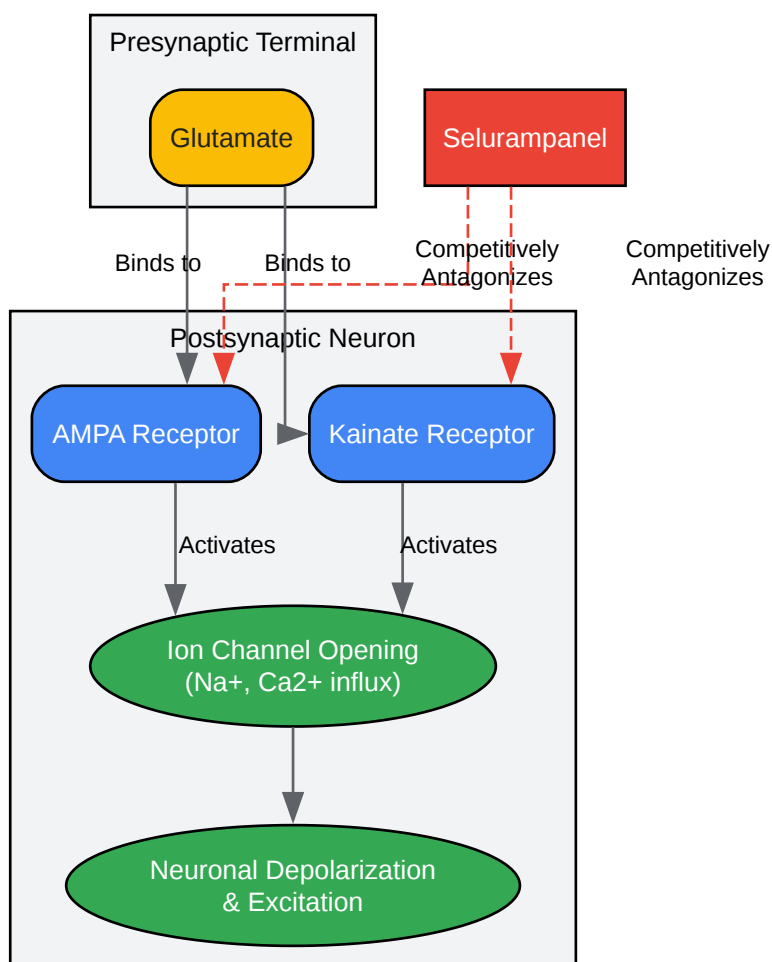 Presynaptic Terminal
Glutamate
Selurampanel
Binds to
Binds to
Competitively
Antagonizes
Competitively
Antagonizes
Postsynaptic Neuron
AMPA Receptor
Kainate Receptor
Activates
Activates
Ion Channel Opening
(Na+, Ca2+ influx)
Neuronal Depolarization
& Excitation